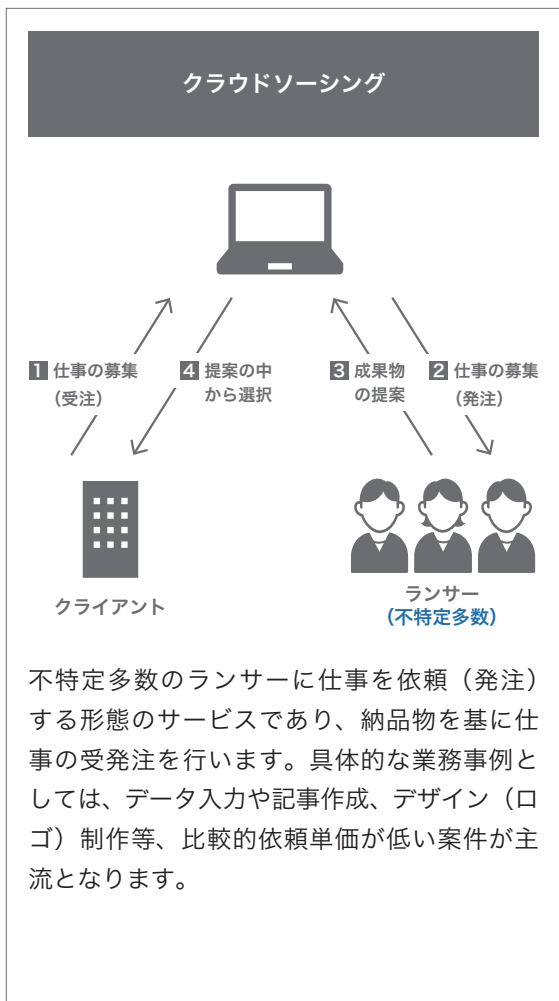 クラウドソーシング
1 仕事の募集
(受注)
4 提案の中
から選択
3 成果物
の提案
2 仕事の募集
(発注)
クライアント
ランサー
(不特定多数)
不特定多数のランサーに仕事を依頼(発注)
する形態のサービスであり、納品物を基に仕
事の受発注を行います。具体的な業務事例と
しては、データ入力や記事作成、デザイン(ロ
ゴ)制作等、比較的依頼単価が低い案件が主
流となります。